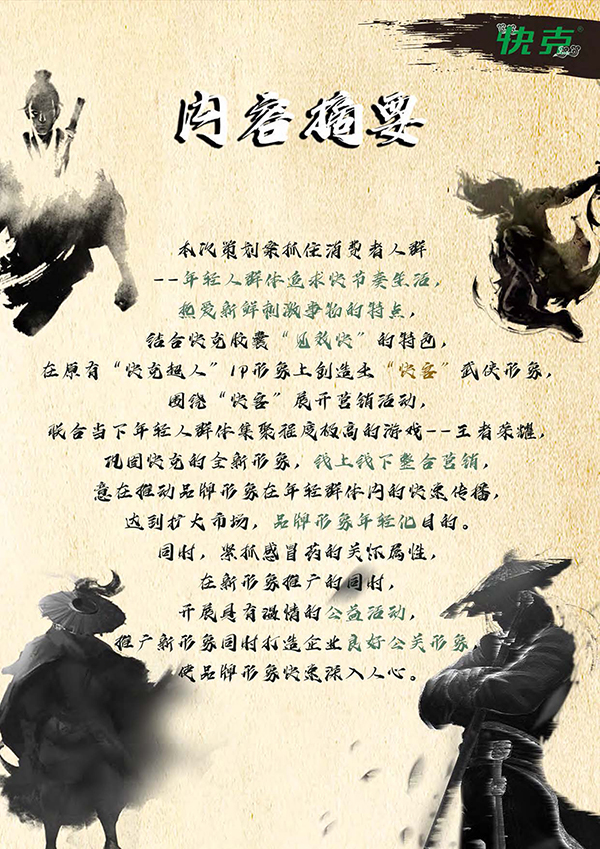 快克®
内容摘要
本次策划案抓住消费者人群
--年轻人群体追求快节奏生活，
热爱新鲜刺激事物的特点，
结合快克胶囊“见效快”的特色，
在原有“快克超人”IP形象上创造出“快客”武侠形象，
围绕“快客”展开营销活动，
联合当下年轻人群体集聚强度极高的游戏--王者荣耀，
巩固快克的全新形象，线上线下整合营销，
意在推动品牌形象在年轻群体内的快速传播，
达到扩大市场，品牌形象年轻化目的。
同时，紧抓感冒药的关怀属性，
在新形象推广的同时，
开展具有温情的公益活动，
推广新形象同时打造企业良好公关形象，
使品牌形象快速深入人心。